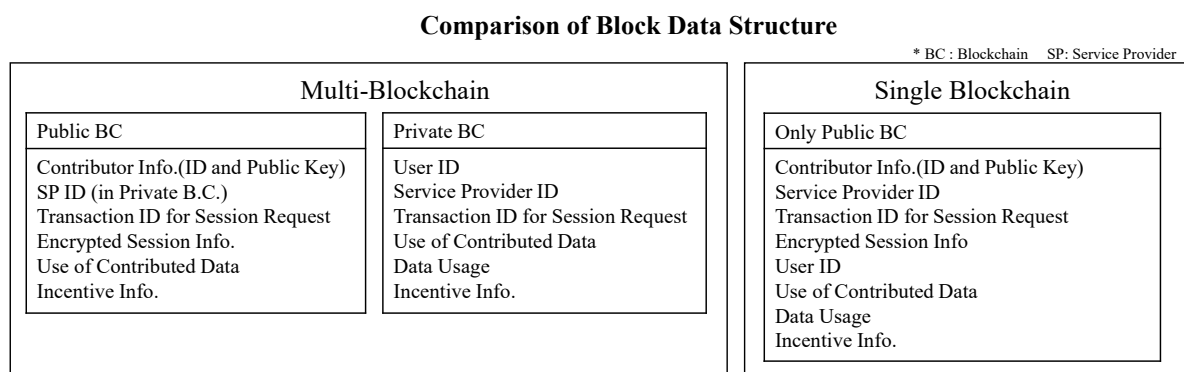 Comparison of Block Data Structure
* BC : Blockchain SP: Service Provider
Multi-Blockchain
Public BC
Contributor Info.(ID and Public Key)
SP ID (in Private B.C.)
Transaction ID for Session Request
Encrypted Session Info.
Use of Contributed Data
Incentive Info.
Private BC
User ID
Service Provider ID
Transaction ID for Session Request
Use of Contributed Data
Data Usage
Incentive Info.
Single Blockchain
Only Public BC
Contributor Info.(ID and Public Key)
Service Provider ID
Transaction ID for Session Request
Encrypted Session Info
User ID
Use of Contributed Data
Data Usage
Incentive Info.